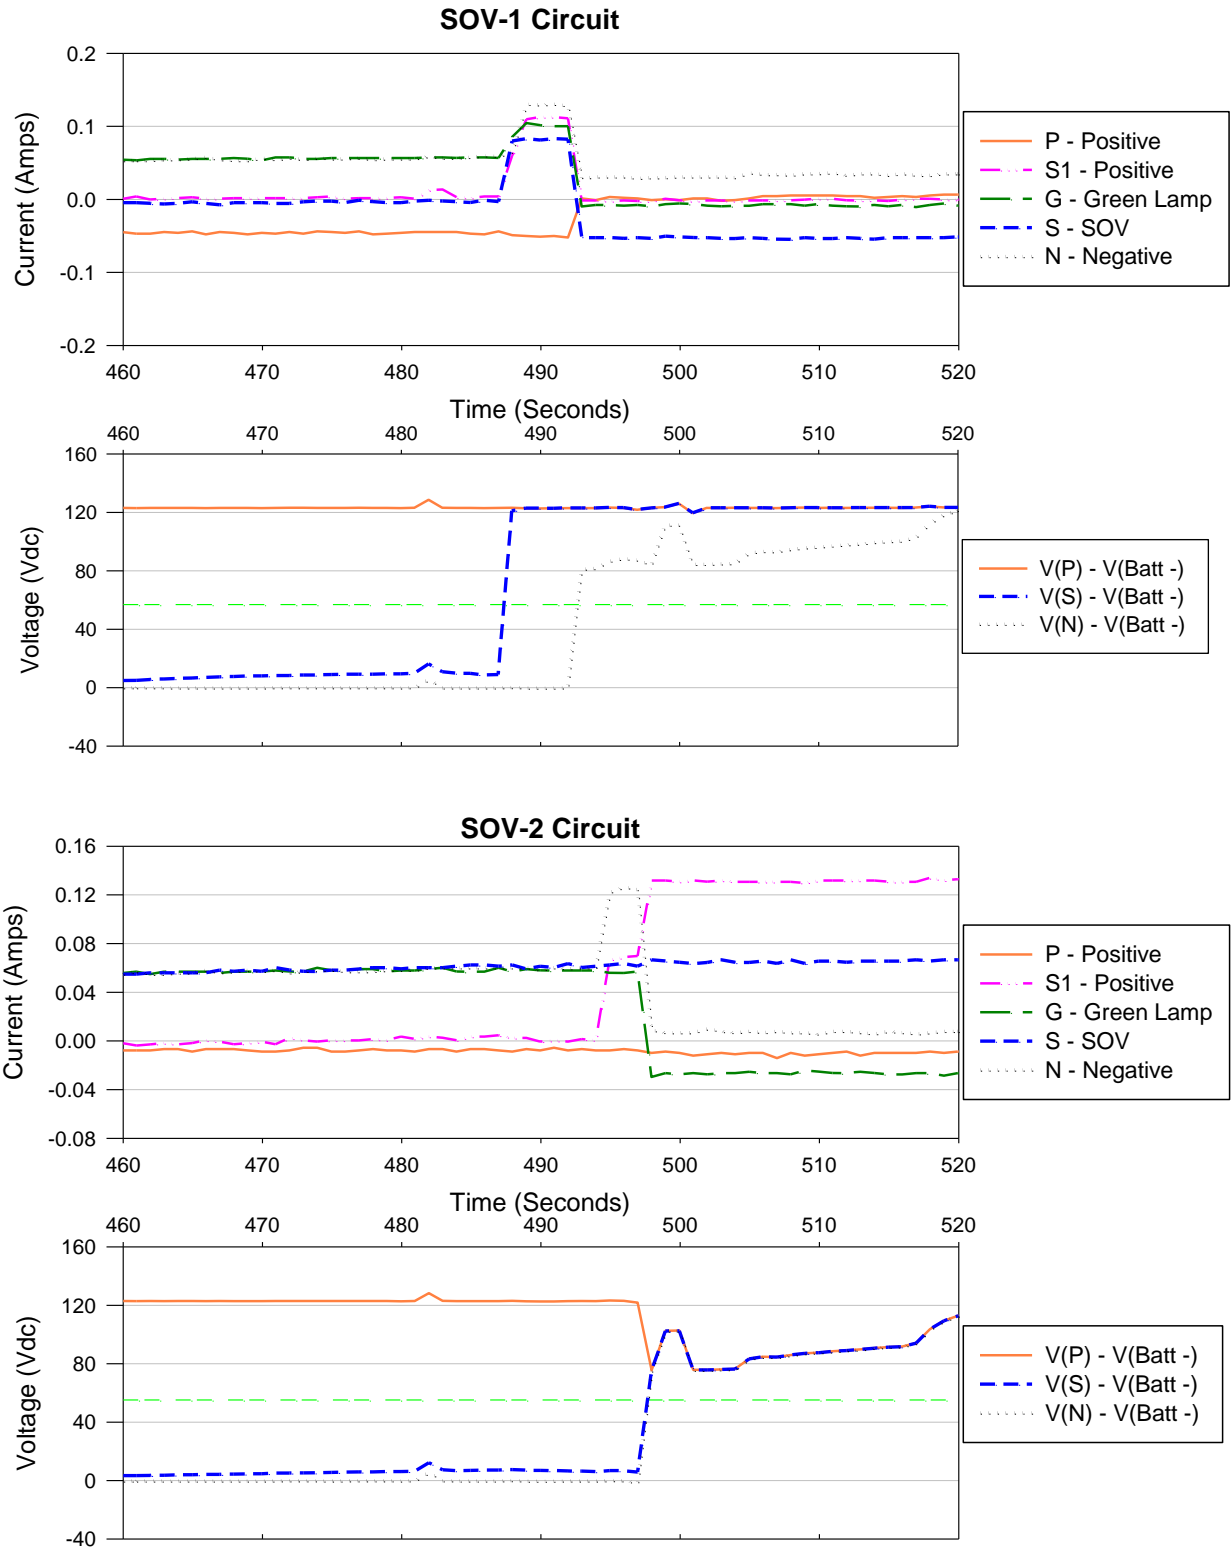 SOV-1 Circuit
0.2
0.1
0.0
-0.1
-0.2
Current (Amps)
460 470 480 490 500 510 520
Time (Seconds)
P - Positive
S1 - Positive
G - Green Lamp
S - SOV
N - Negative
460 470 480 490 500 510 520
160
120
80
40
0
-40
Voltage (Vdc)
V(P) - V(Batt -)
V(S) - V(Batt -)
V(N) - V(Batt -)
SOV-2 Circuit
0.16
0.12
0.08
0.04
0.00
-0.04
-0.08
Current (Amps)
460 470 480 490 500 510 520
Time (Seconds)
P - Positive
S1 - Positive
G - Green Lamp
S - SOV
N - Negative
460 470 480 490 500 510 520
160
120
80
40
0
-40
Voltage (Vdc)
V(P) - V(Batt -)
V(S) - V(Batt -)
V(N) - V(Batt -)